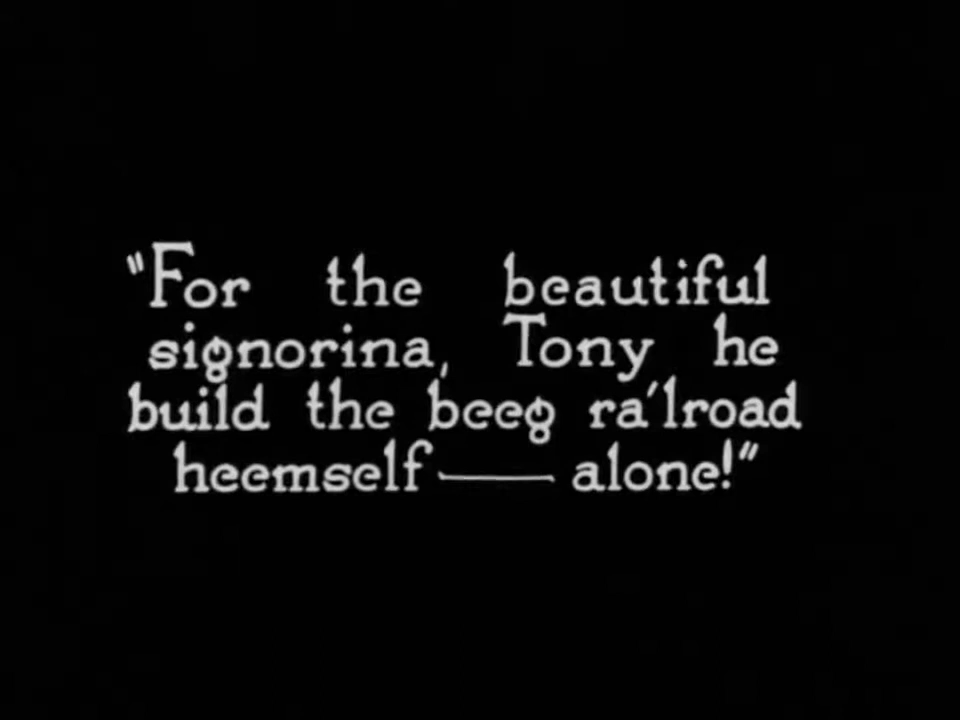 "For the beautiful
signorina, Tony he
build the beeg ra'lroad
heemself — alone!"